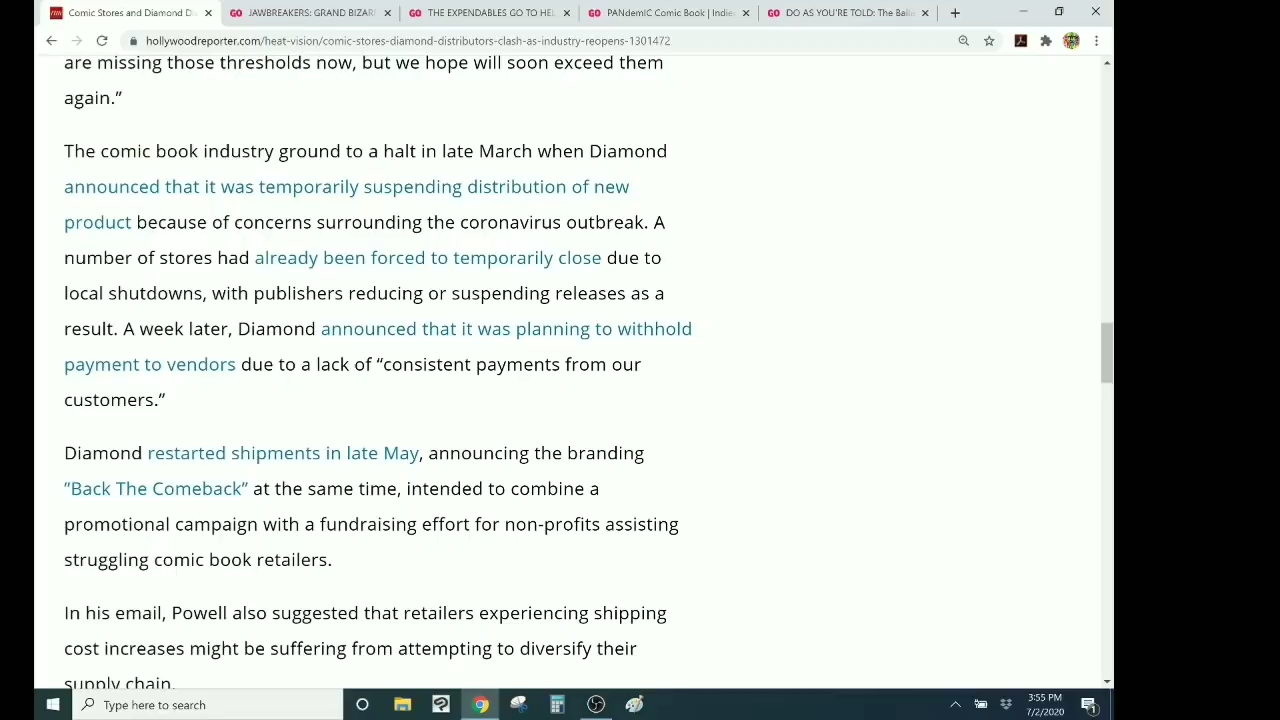 Comic Stores and Diamond D
JAWBREAKERS: GRAND BIZAR
THE EXPENDABLES GO TO HEL
PANdemIC Comic Book | Indie
DO AS YOU'RE TOLD: The Balla
hollywoodreporter.com/heat-vision/comic-stores-diamond-distributors-clash-as-industry-reopens-1301472
are missing those thresholds now, but we hope will soon exceed them
again.”
The comic book industry ground to a halt in late March when Diamond
announced that it was temporarily suspending distribution of new
product because of concerns surrounding the coronavirus outbreak. A
number of stores had already been forced to temporarily close due to
local shutdowns, with publishers reducing or suspending releases as a
result. A week later, Diamond announced that it was planning to withhold
payment to vendors due to a lack of “consistent payments from our
customers.”
Diamond restarted shipments in late May, announcing the branding
”Back The Comeback” at the same time, intended to combine a
promotional campaign with a fundraising effort for non-profits assisting
struggling comic book retailers.
In his email, Powell also suggested that retailers experiencing shipping
cost increases might be suffering from attempting to diversify their
supply chain.
Type here to search
3:55 PM
7/2/2020